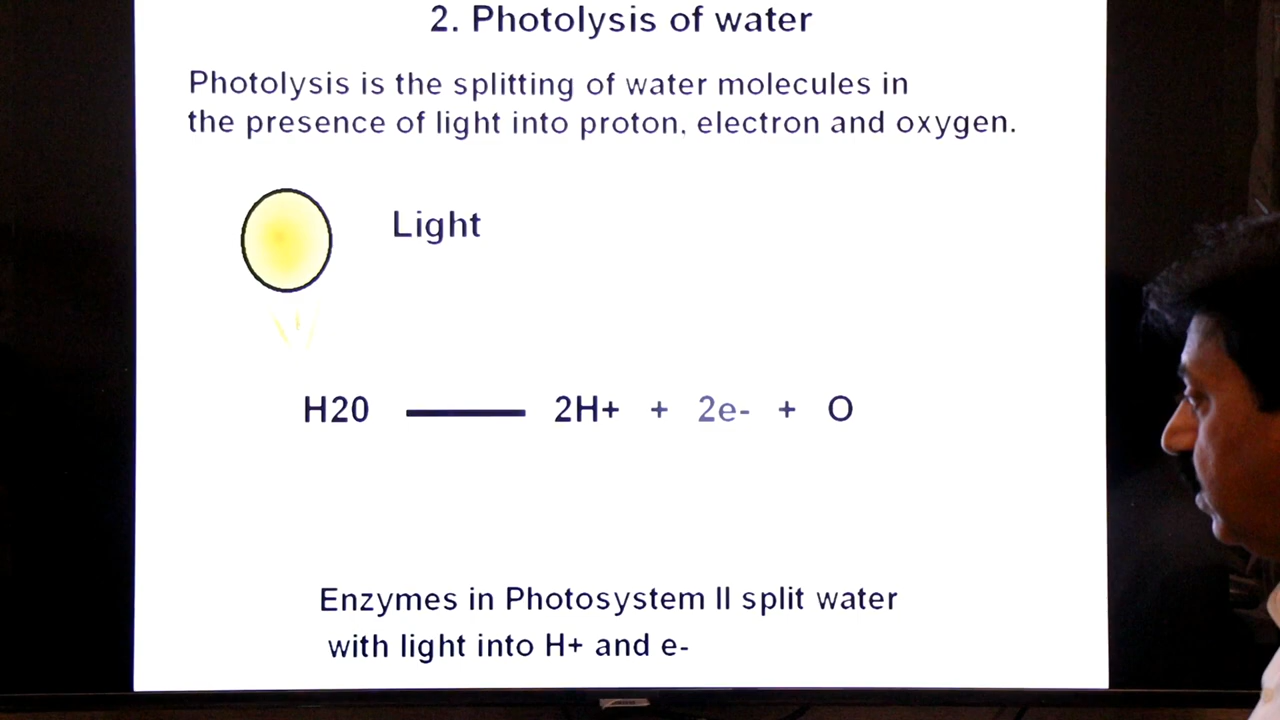 2. Photolysis of water
Photolysis is the splitting of water molecules in
the presence of light into proton, electron and oxygen.
Light
H20 2H+ + 2e- + O
Enzymes in Photosystem II split water
with light into H+ and e-